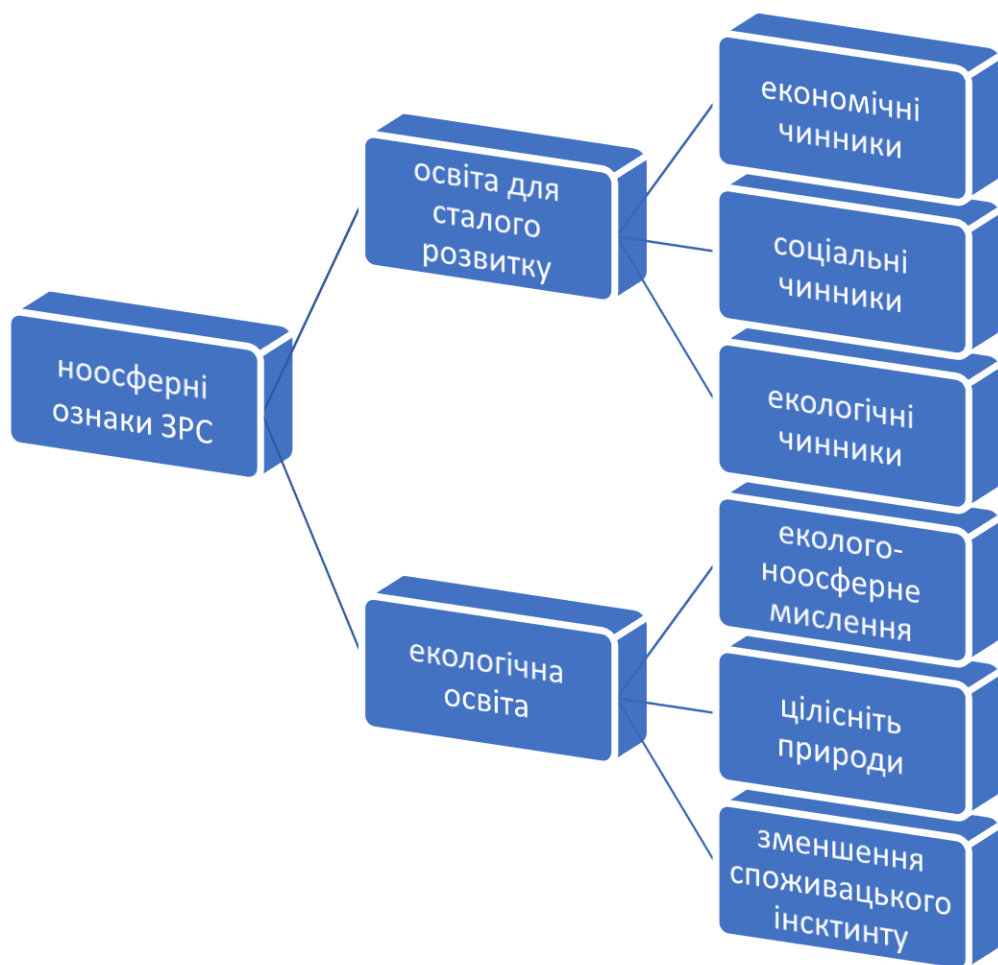 ноосферні
ознаки ЗРС
освіта для
сталого
розвитку
економічні
чинники
соціальні
чинники
екологічні
чинники
екологічна
освіта
еколого-
ноосферне
мислення
цілісніть
природи
зменшення
споживацького
інсктинту